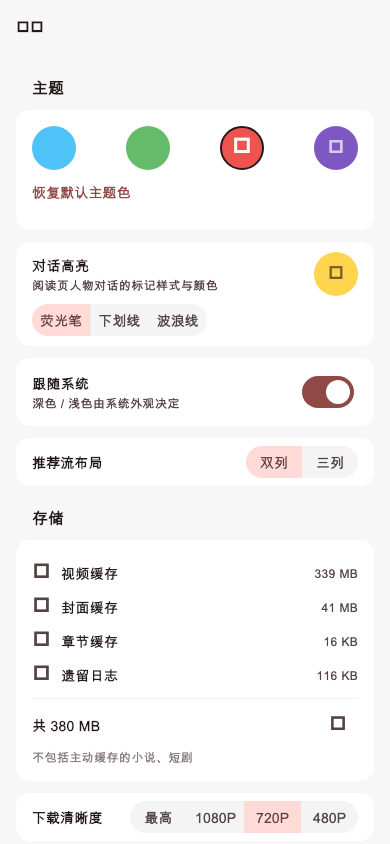 主题
恢复默认主题色
对话高亮
阅读页人物对话的标记样式与颜色
荧光笔 下划线 波浪线
跟随系统
深色 / 浅色由系统外观决定
推荐流布局
双列 三列
存储
视频缓存 339 MB
封面缓存 41 MB
章节缓存 16 KB
遗留日志 116 KB
共 380 MB
不包括主动缓存的小说、短剧
下载清晰度
最高 1080P 720P 480P